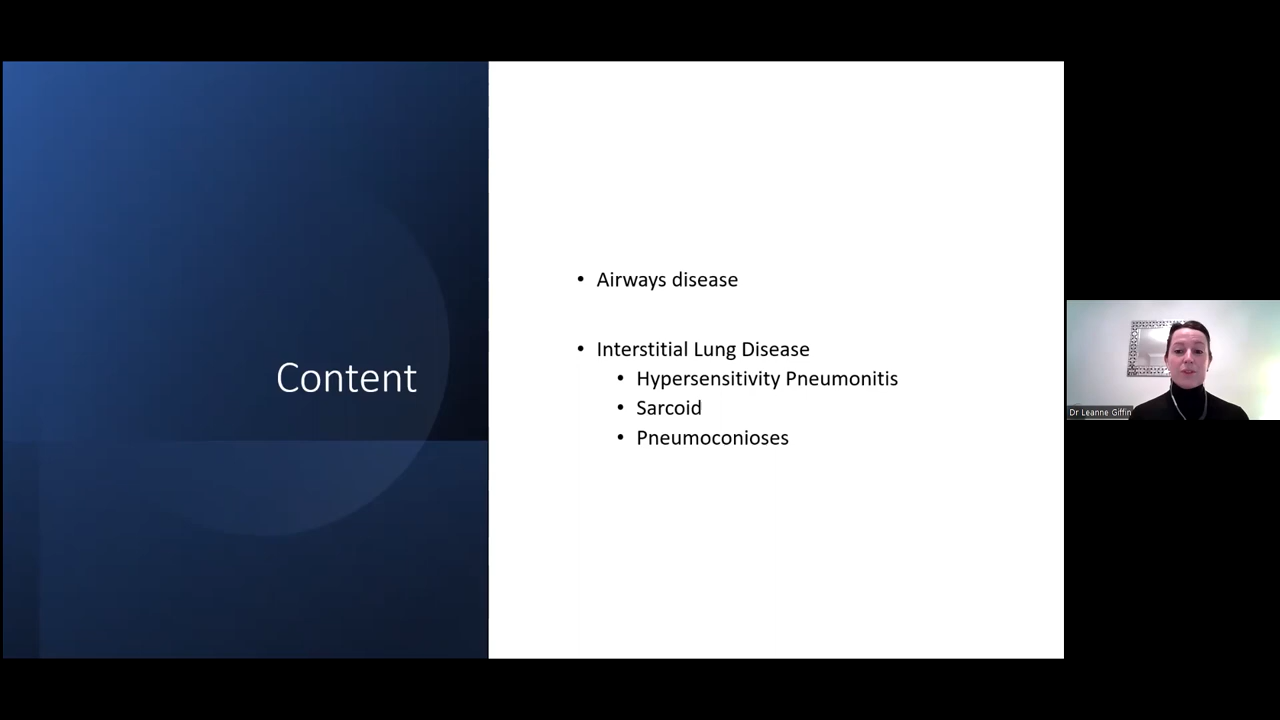 Content
• Airways disease
• Interstitial Lung Disease
• Hypersensitivity Pneumonitis
• Sarcoid
• Pneumoconioses
Dr Leanne Giffin